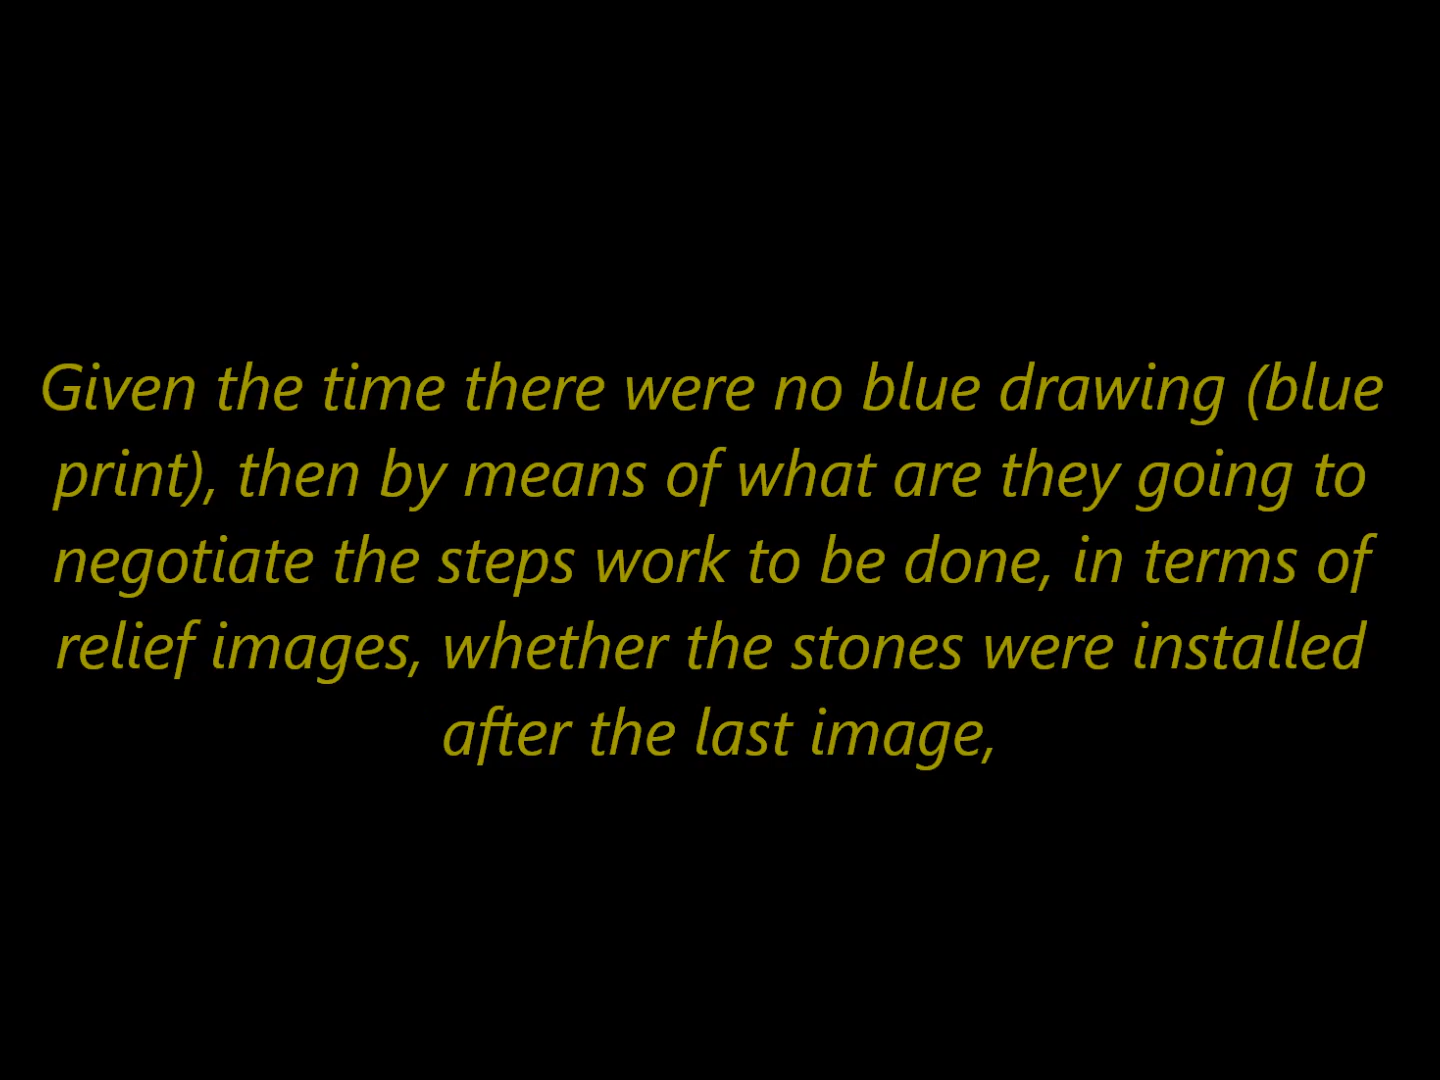 Given the time there were no blue drawing (blue
print), then by means of what are they going to
negotiate the steps work to be done, in terms of
relief images, whether the stones were installed
after the last image,